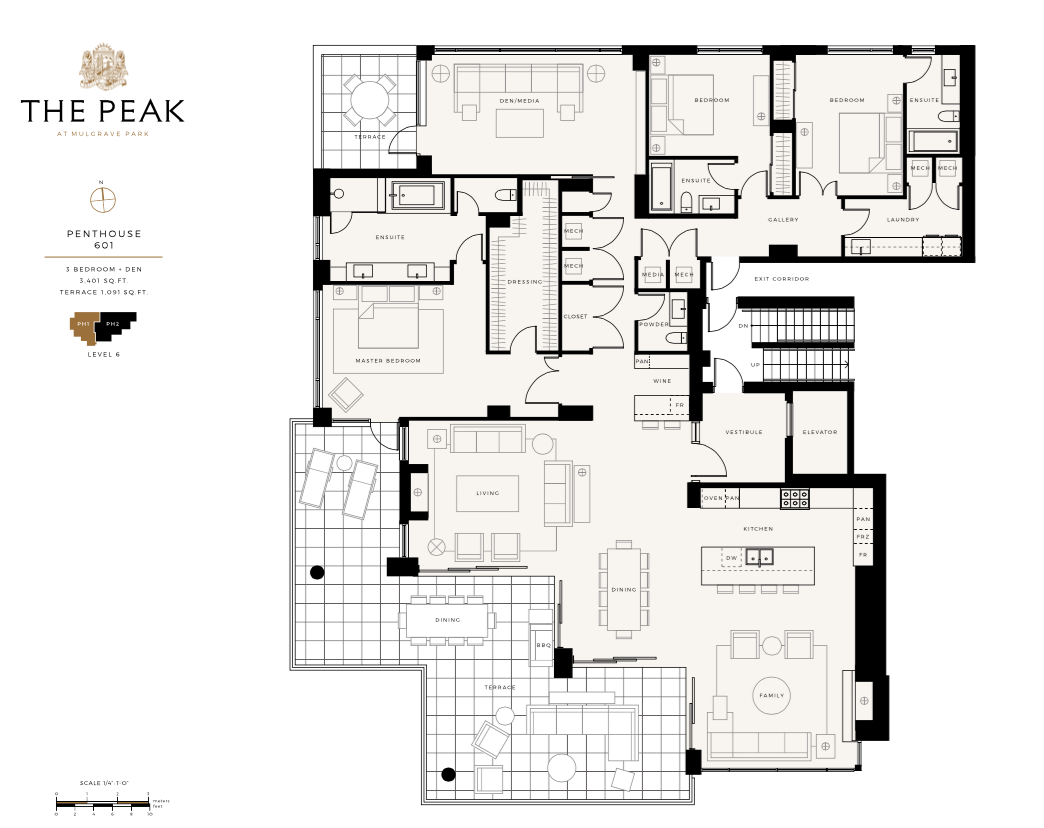 THE PEAK
AT MULGRAVE PARK
N
PENTHOUSE
601
3 BEDROOM + DEN
3,401 SQ.FT.
TERRACE 1,091 SQ.FT.
PH1
PH2
LEVEL 6
TERRACE
DEN/MEDIA
BEDROOM
BEDROOM
ENSUITE
MECH
MECH
ENSUITE
GALLERY
LAUNDRY
ENSUITE
MECH
MECH
DRESSING
MEDIA
MECH
EXIT CORRIDOR
CLOSET
POWDER
DN
UP
MASTER BEDROOM
PAN
WINE
FR
VESTIBULE
ELEVATOR
LIVING
OVEN
PAN
KITCHEN
PAN
FRZ
FR
DW
DINING
DINING
BBQ
TERRACE
FAMILY
SCALE 1/4":1'-0"
0 1 2 3
meters
feet
0 2 4 6 8 10